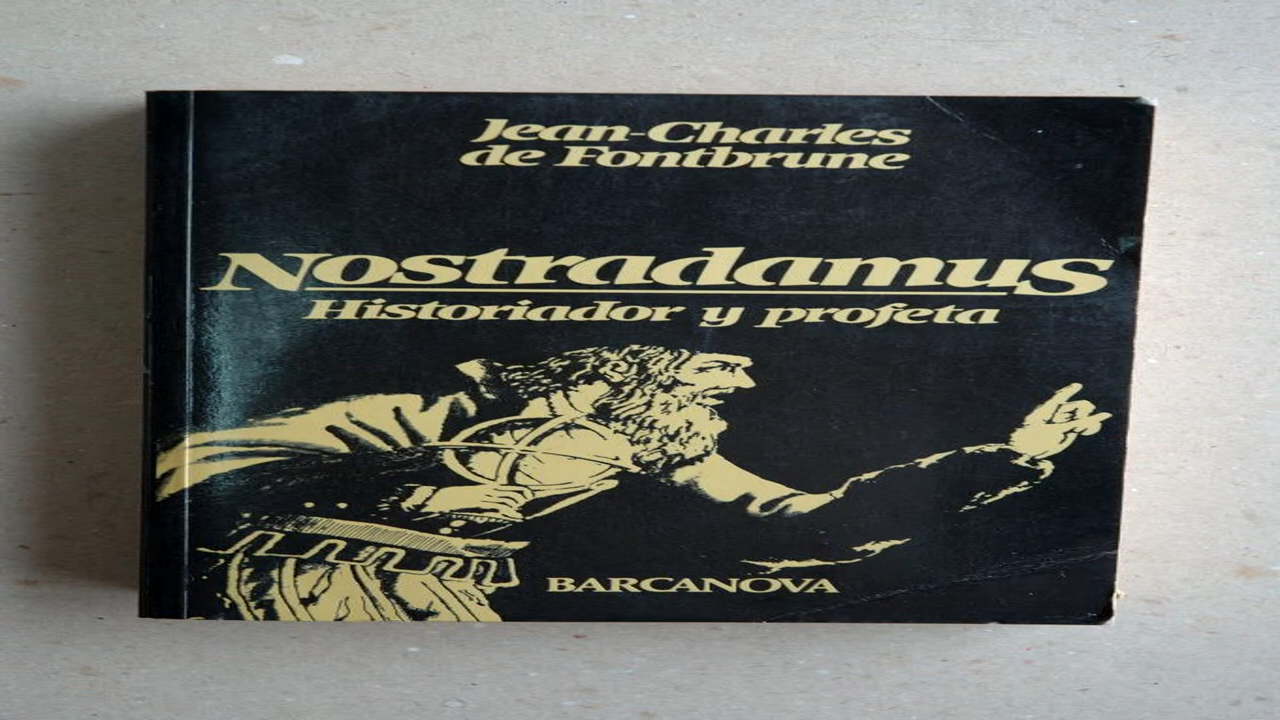 Jean-Charles
de Fontbrune
Nostradamus
Historiador y profeta
BARCANOVA